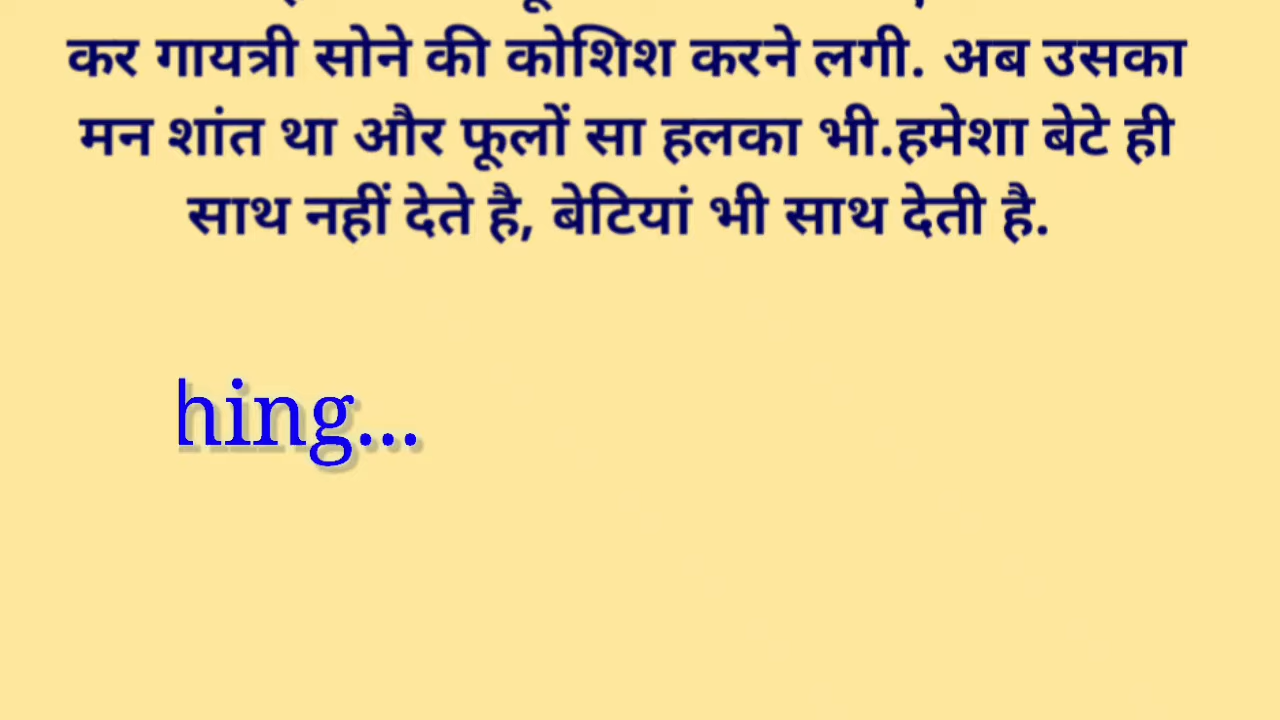 कर गायत्री सोने की कोशिश करने लगी. अब उसका
मन शांत था और फूलों सा हलका भी.हमेशा बेटे ही
साथ नहीं देते है, बेटियां भी साथ देती है.
hing...